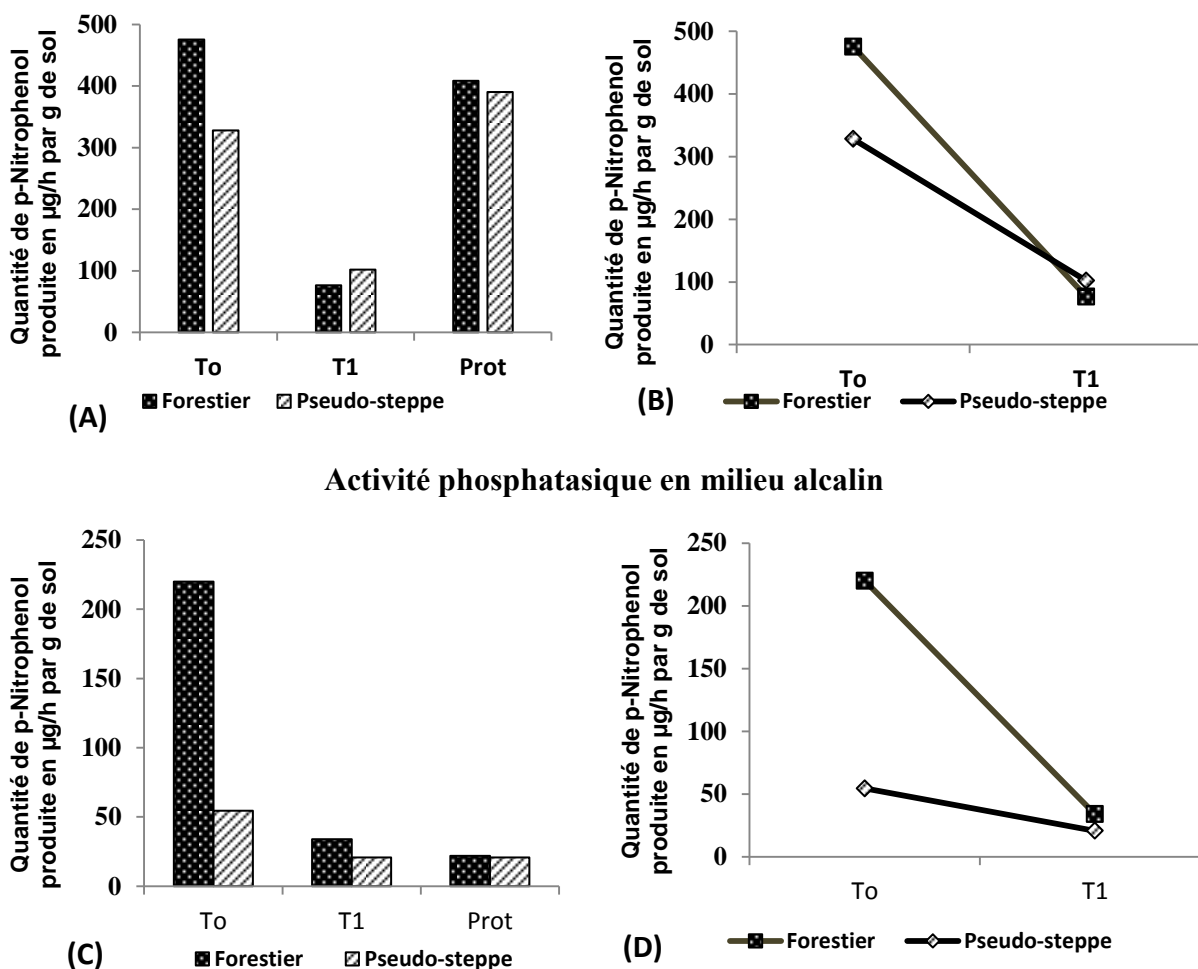 Quantité de p-Nitrophenol
produite en µg/h par g de sol
500
400
300
200
100
0
To T1 Prot
Forestier Pseudo-steppe
(A)
Quantité de p-Nitrophenol
produite en µg/h par g de sol
500
400
300
200
100
0
To T1
Forestier Pseudo-steppe
(B)
Activité phosphatasique en milieu alcalin
Quantité de p-Nitrophenol
produite en µg/h par g de sol
250
200
150
100
50
0
To T1 Prot
Forestier Pseudo-steppe
(C)
Quantité de p-Nitrophenol
produite en µg/h par g de sol
250
200
150
100
50
0
To T1
Forestier Pseudo-steppe
(D)